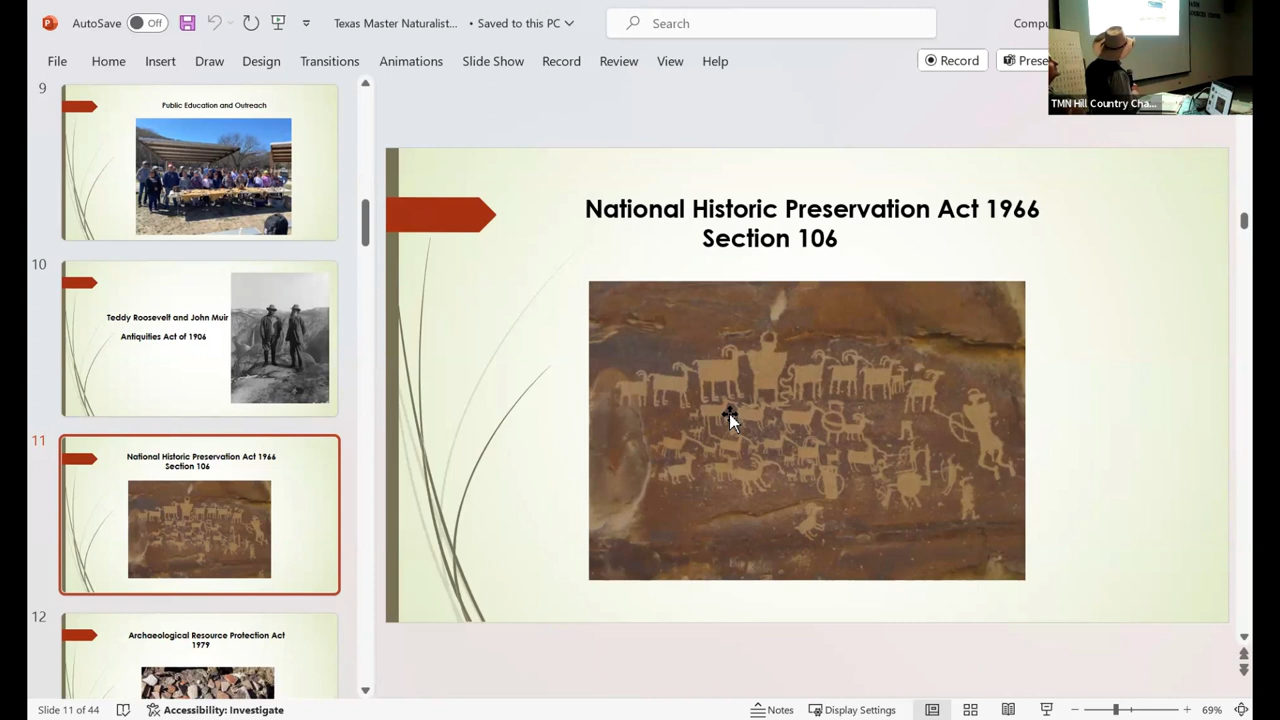 AutoSave Off Texas Master Naturalist... • Saved to this PC Search Compu
File Home Insert Draw Design Transitions Animations Slide Show Record Review View Help Record Prese
TMN Hill Country Cha...
9
Public Education and Outreach
10
Teddy Roosevelt and John Muir
Antiquities Act of 1906
11
National Historic Preservation Act 1966
Section 106
12
Archaeological Resource Protection Act
1979
National Historic Preservation Act 1966
Section 106
Slide 11 of 44 Accessibility: Investigate Notes Display Settings 69%